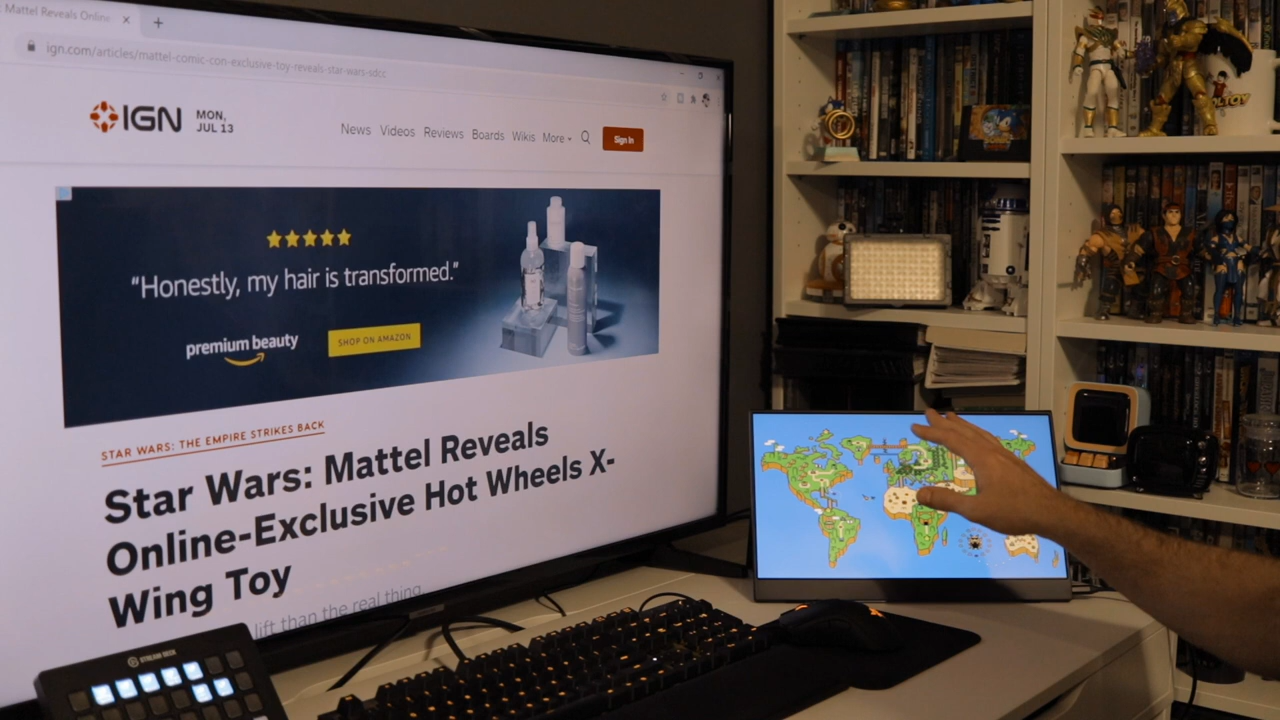 Mattel Reveals Online
ign.com/articles/mattel-comic-con-exclusive-toy-reveals-star-wars-sdcc
IGN
MON,
JUL 13
News Videos Reviews Boards Wikis More
Sign In
“Honestly, my hair is transformed.”
premium beauty
SHOP ON AMAZON
STAR WARS: THE EMPIRE STRIKES BACK
Star Wars: Mattel Reveals
Online-Exclusive Hot Wheels X-
Wing Toy
lift than the real thing.
STREAM DECK